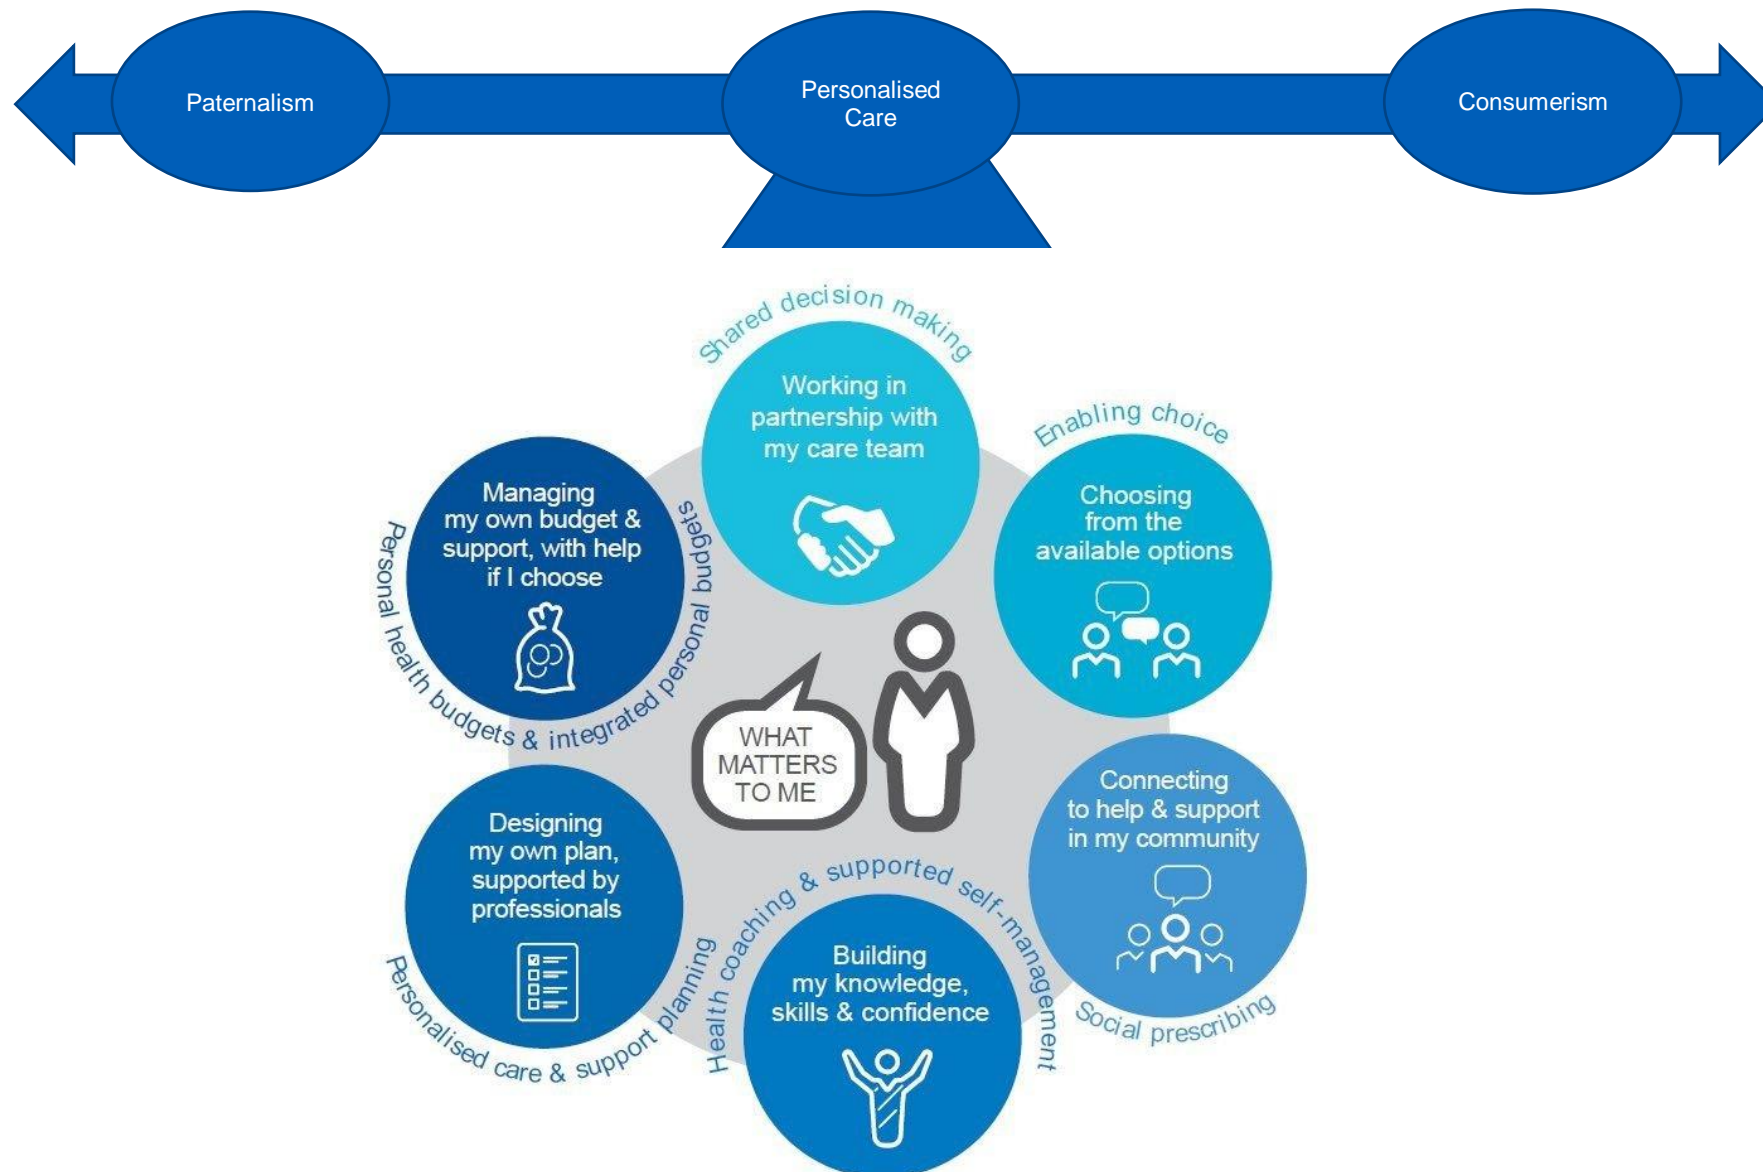 Paternalism
Personalised
Care
Consumerism
Shared decision making
Working in
partnership with
my care team
Enabling choice
Choosing
from the
available options
Managing
my own budget &
support, with help
if I choose
Personal health budgets & integrated personal budgets
WHAT
MATTERS
TO ME
Connecting
to help & support
in my community
Social prescribing
Designing
my own plan,
supported by
professionals
Personalised care & support planning
Health coaching & supported self-management
Building
my knowledge,
skills & confidence